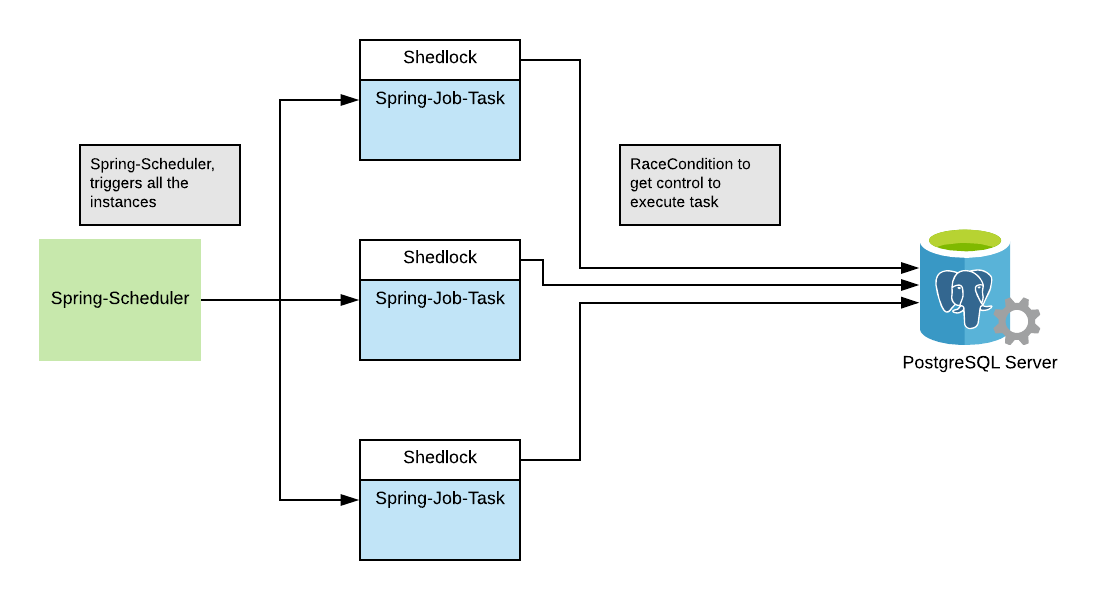 Shedlock
Spring-Job-Task
Spring-Scheduler,
triggers all the
instances
RaceCondition to
get control to
execute task
Spring-Scheduler
Shedlock
Spring-Job-Task
PostgreSQL Server
Shedlock
Spring-Job-Task